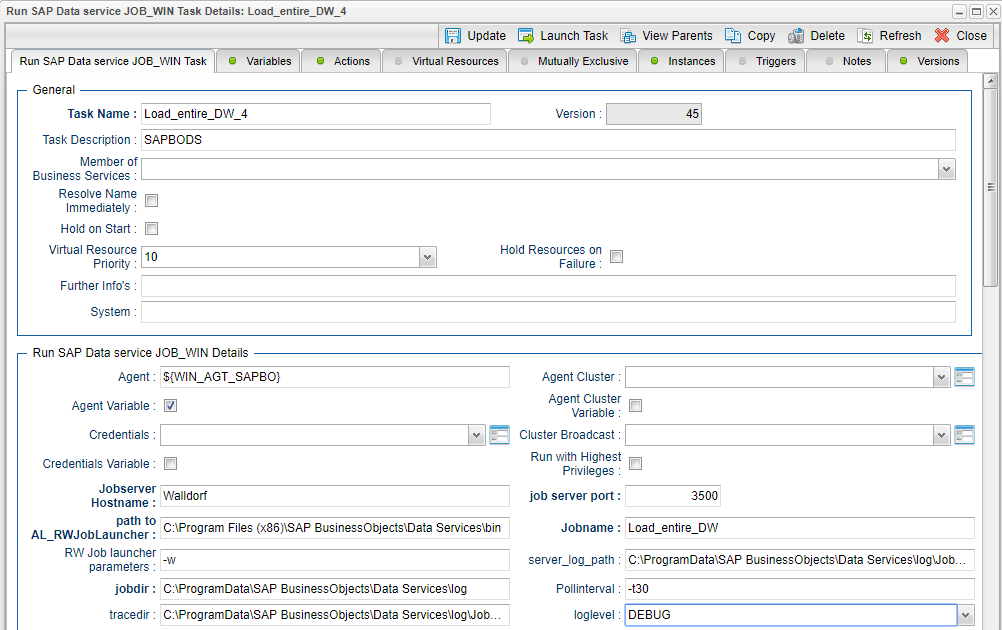 Run SAP Data service JOB_WIN Task Details: Load_entire_DW_4
Update Launch Task View Parents Copy Delete Refresh Close
Run SAP Data service JOB_WIN Task Variables Actions Virtual Resources Mutually Exclusive Instances Triggers Notes Versions
General
Task Name : Load_entire_DW_4 Version : 45
Task Description : SAPBODS
Member of
Business Services :
Resolve Name
Immediately :
Hold on Start :
Virtual Resource
Priority : 10
Hold Resources on
Failure :
Further Info's :
System :
Run SAP Data service JOB_WIN Details
Agent : ${WIN_AGT_SAPBO} Agent Cluster :
Agent Variable :
Agent Cluster
Variable :
Credentials : Cluster Broadcast :
Credentials Variable :
Run with Highest
Privileges :
Jobserver
Hostname : Walldorf
job server port : 3500
path to
AL_RWJobLauncher : C:\Program Files (x86)\SAP BusinessObjects\Data Services\bin
Jobname : Load_entire_DW
RW Job launcher
parameters : -w
server_log_path : C:\ProgramData\SAP BusinessObjects\Data Services\log\Job...
jobdir : C:\ProgramData\SAP BusinessObjects\Data Services\log Pollinterval : -t30
tracedir : C:\ProgramData\SAP BusinessObjects\Data Services\log\Job... loglevel : DEBUG